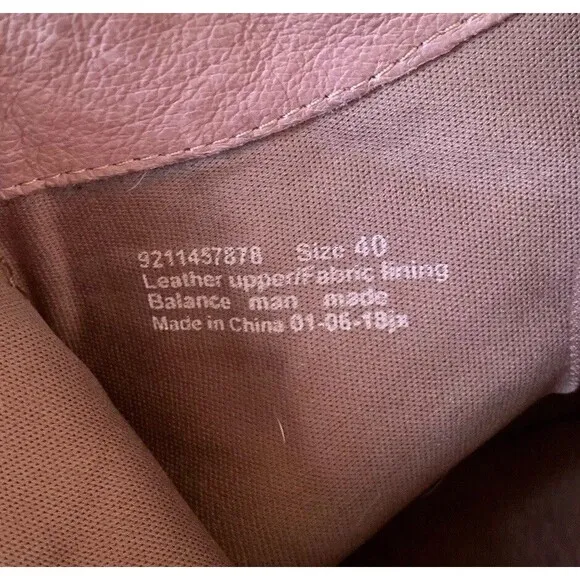 9211457878 Size 40
Leather upper/Fabric lining
Balance man made
Made in China 01-06-18jx